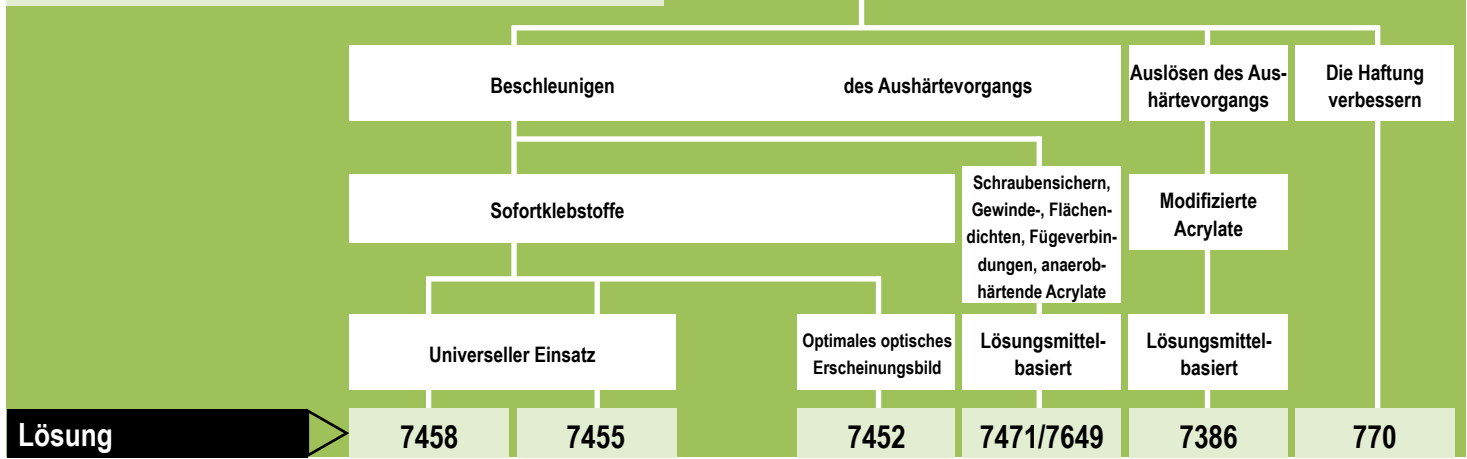 Beschleunigen des Aushärtevorgangs
Auslösen des Aus-
härtevorgangs
Die Haftung
verbessern
Sofortklebstoffe
Schraubensichern,
Gewinde-, Flächen-
dichten, Fügeverbin-
dungen, anaerob-
härtende Acrylate
Modifizierte
Acrylate
Universeller Einsatz
Optimales optisches
Erscheinungsbild
Lösungsmittel-
basiert
Lösungsmittel-
basiert
Lösung
7458
7455
7452
7471/7649
7386
770